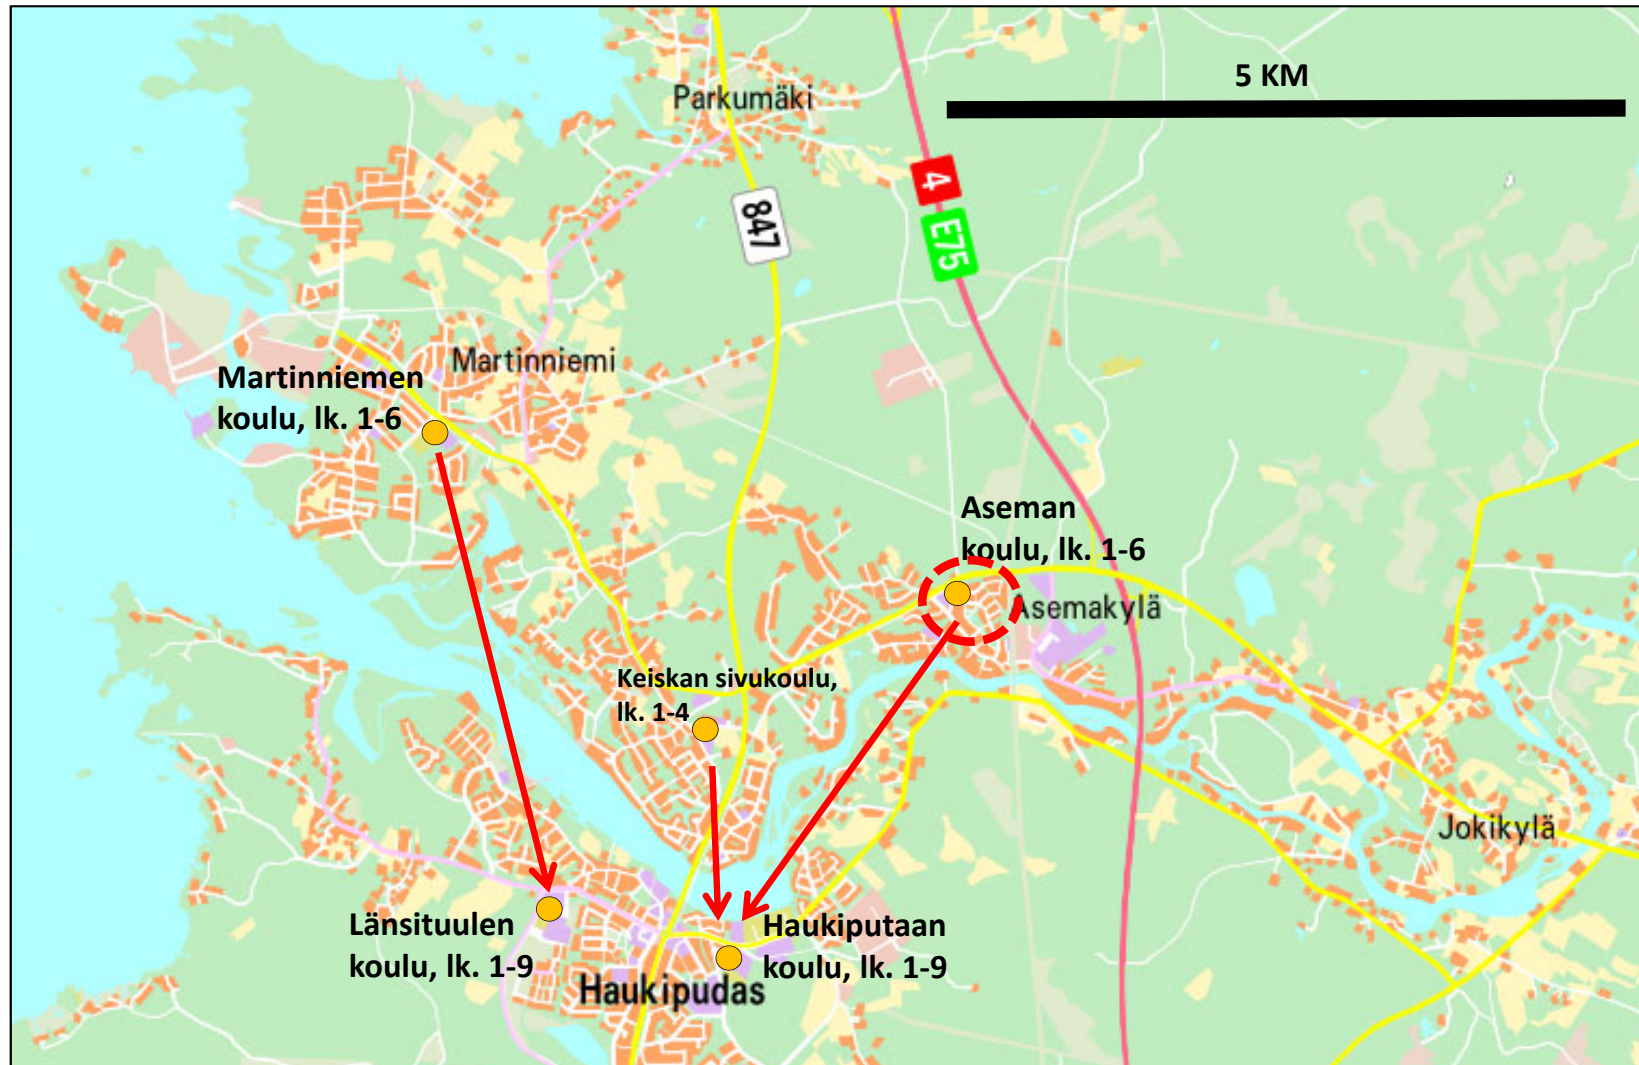 5 KM
Parkumäki
4
E75
847
Martinniemi
Martinniemen
koulu, lk. 1-6
Aseman
koulu, lk. 1-6
Asemakylä
Keiskan sivukoulu,
lk. 1-4
Jokikylä
Länsituulen
koulu, lk. 1-9
Haukiputaan
koulu, lk. 1-9
Haukipudas